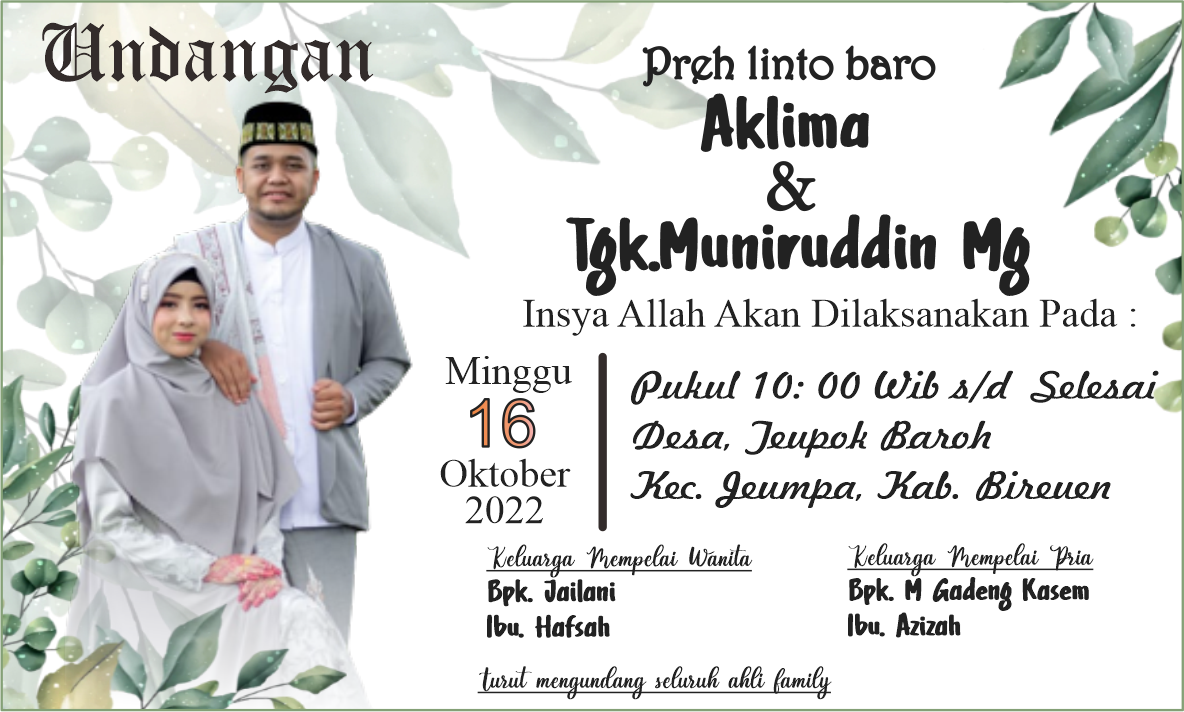 Undangan
Preh linto baro
Aklima
&
Tgk.Muniruddin Mg
Insya Allah Akan Dilaksanakan Pada :
Minggu
16
Oktober
2022
Pukul 10: 00 Wib s/d Selesai
Desa, Teupok Baroh
Kec. Jeumpa, Kab. Bireuen
Keluarga Mempelai Wanita
Bpk. Jailani
Ibu. Hafsah
Keluarga Mempelai Pria
Bpk. M Gadeng Kasem
Ibu. Azizah
turut mengundang seluruh ahli family